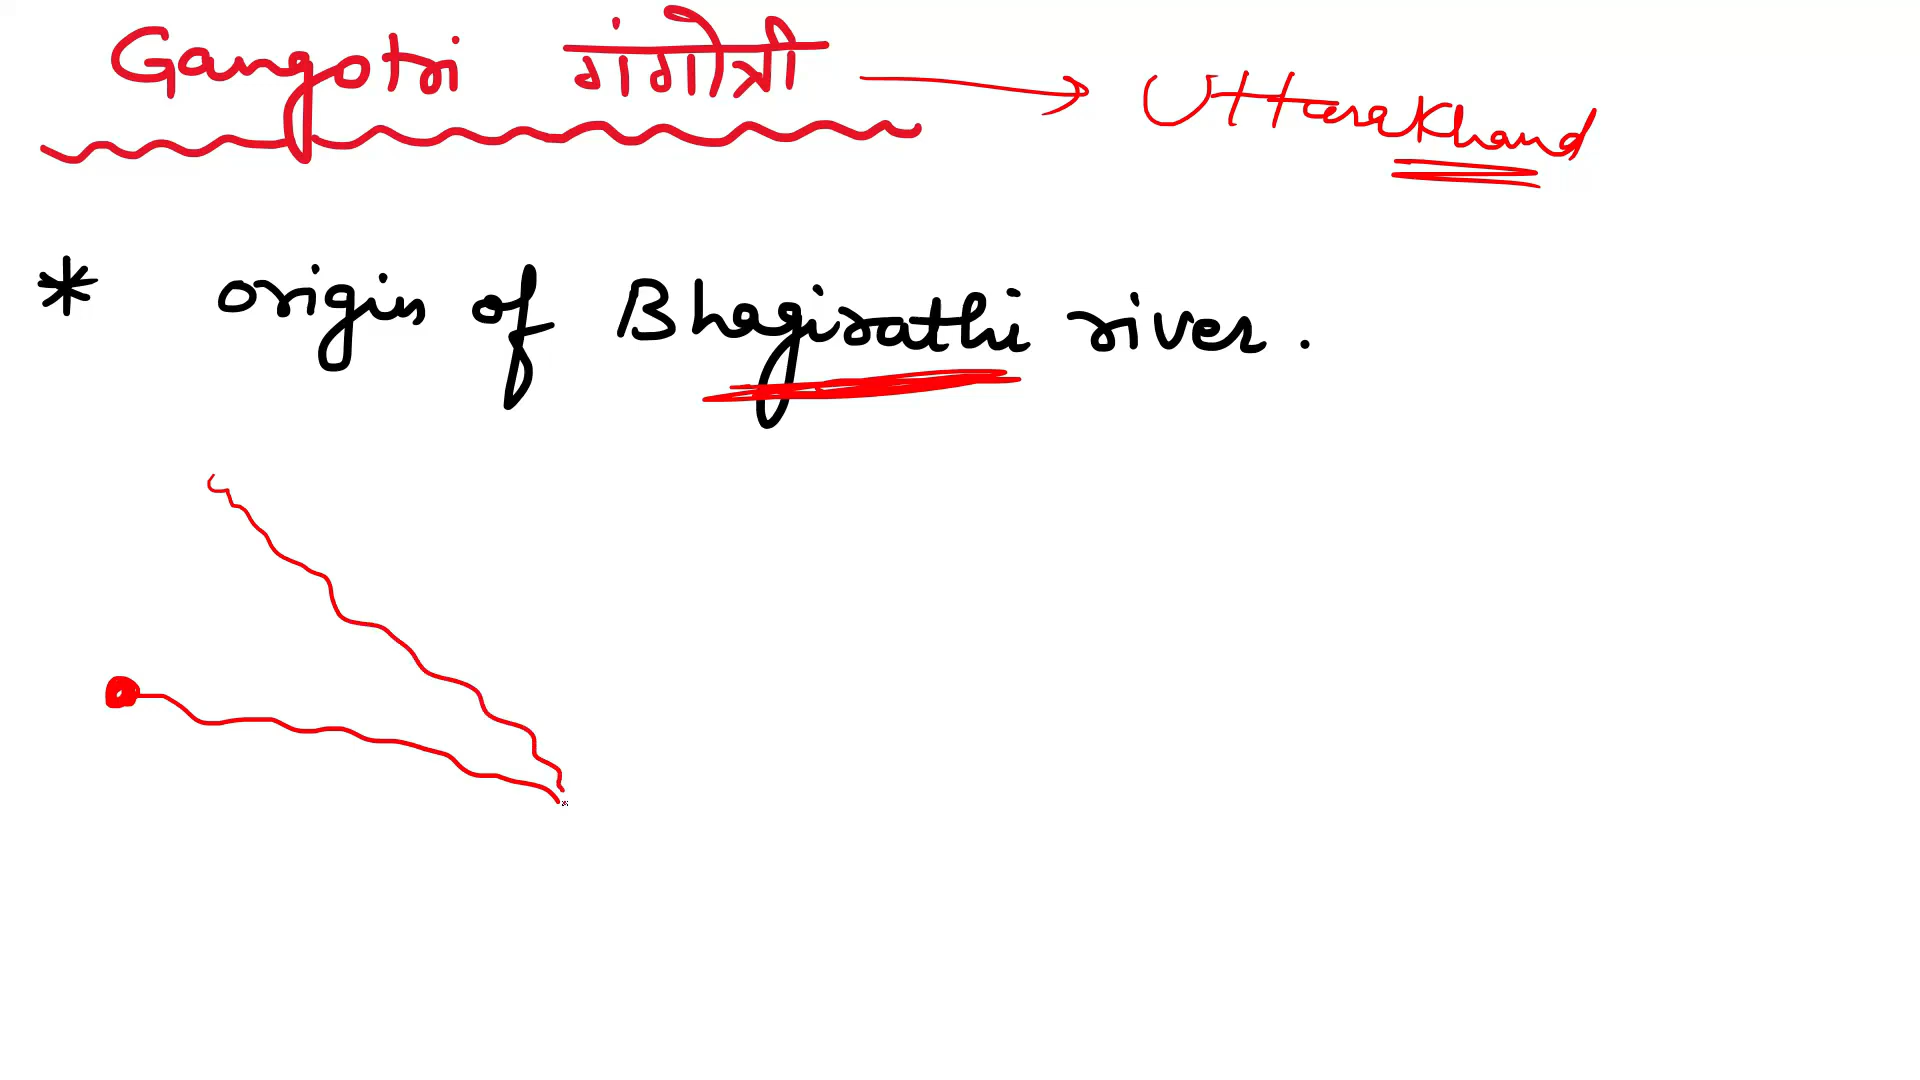 Gangotri गंगोत्री → Uttarakhand
* origin of Bhagirathi river.